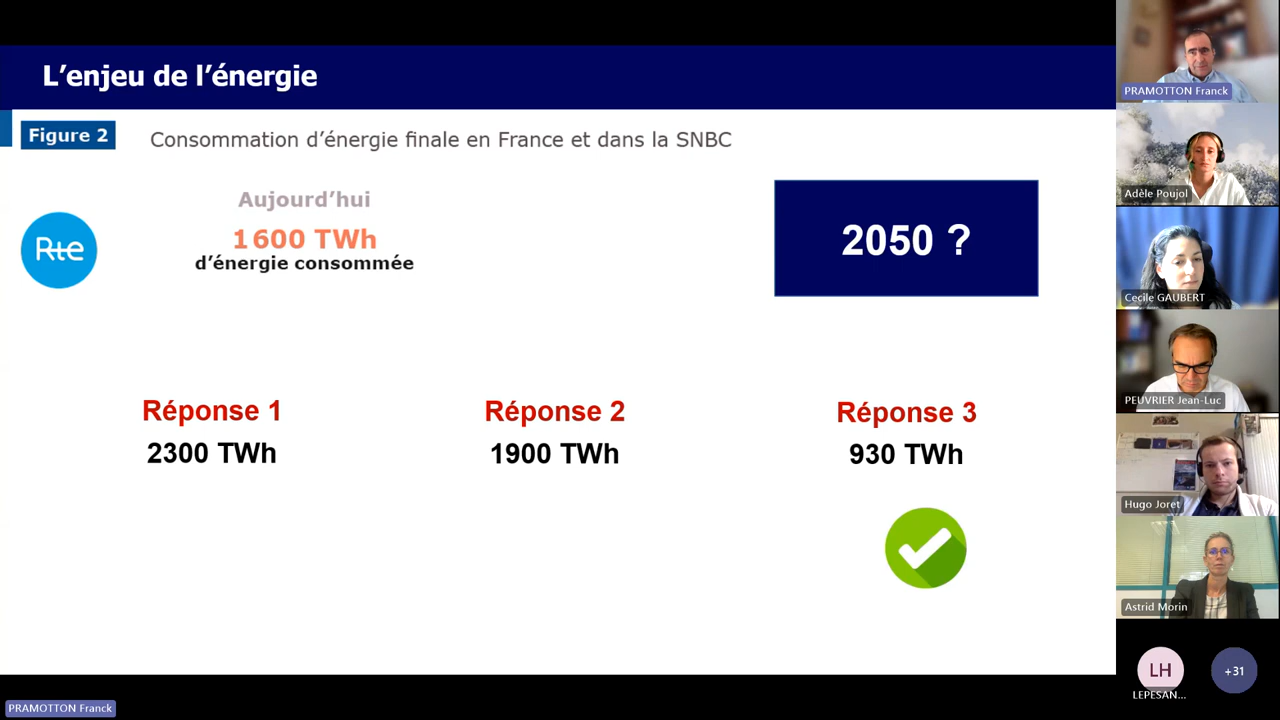 L’enjeu de l’énergie
Figure 2
Consommation d’énergie finale en France et dans la SNBC
Rte
Aujourd’hui
1 600 TWh
d’énergie consommée
2050 ?
Réponse 1
2300 TWh
Réponse 2
1900 TWh
Réponse 3
930 TWh
PRAMOTTON Franck
PRAMOTTON Franck
Adèle Poujol
Cecile GAUBERT
PEUVRIER Jean-Luc
Hugo Joret
Astrid Morin
LH
LEPESAN...
+31